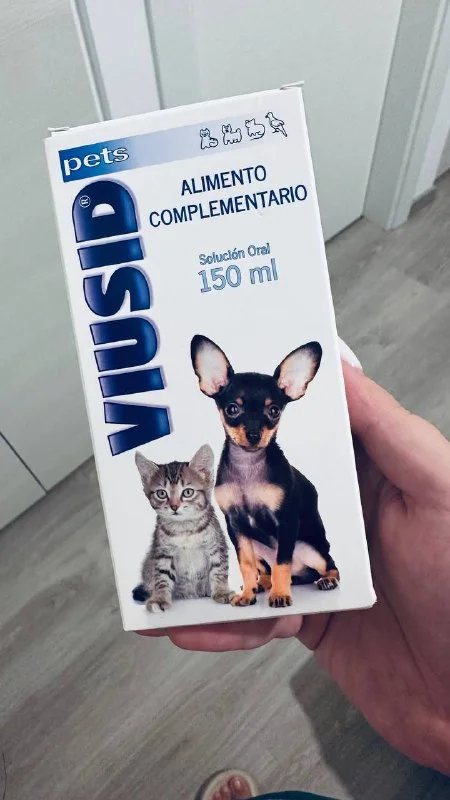 pets
VIUSID®
ALIMENTO
COMPLEMENTARIO
Solución Oral
150 ml